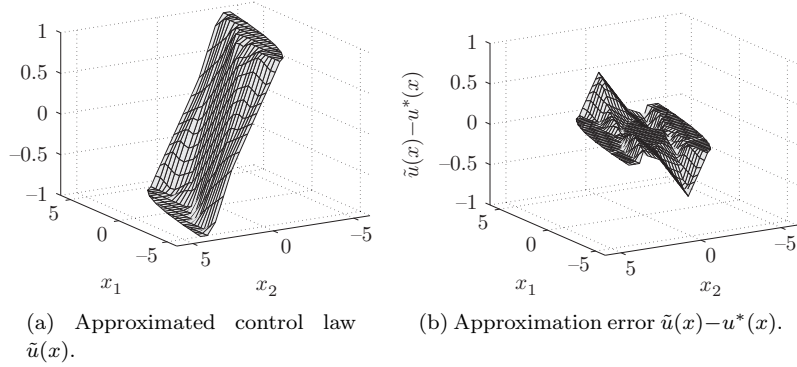 1
0.5
0
−0.5
−1
5
0
−5
x1
5
0
−5
x2
(a) Approximated control law
ũ(x).
ũ(x)−u*(x)
1
0.5
0
−0.5
−1
5
0
−5
x1
5
0
−5
x2
(b) Approximation error ũ(x)−u*(x).